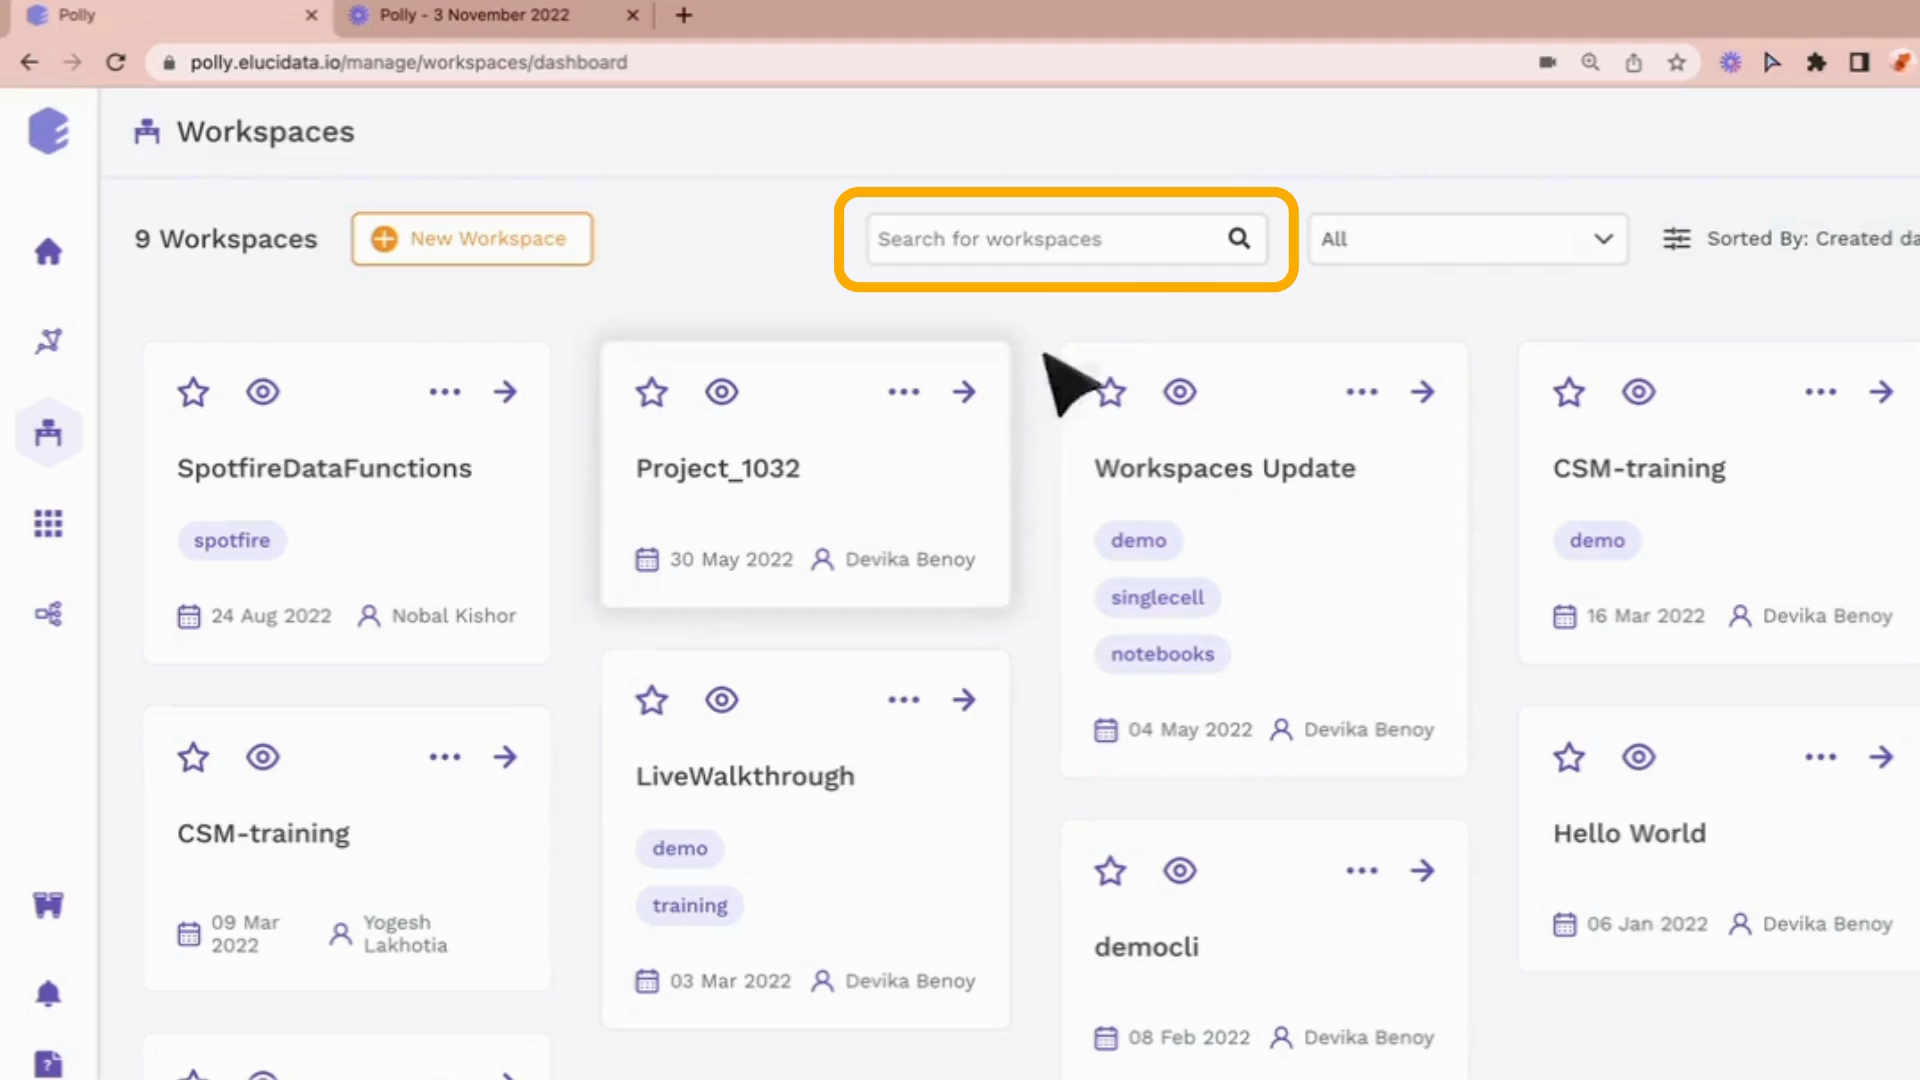 Polly
Polly - 3 November 2022
polly.elucidata.io/manage/workspaces/dashboard
Workspaces
9 Workspaces
New Workspace
Search for workspaces
All
Sorted By: Created da
SpotfireDataFunctions
spotfire
24 Aug 2022
Nobal Kishor
Project_1032
30 May 2022
Devika Benoy
Workspaces Update
demo
singlecell
notebooks
04 May 2022
Devika Benoy
CSM-training
demo
16 Mar 2022
Devika Benoy
CSM-training
09 Mar
2022
Yogesh
Lakhotia
LiveWalkthrough
demo
training
03 Mar 2022
Devika Benoy
democli
08 Feb 2022
Devika Benoy
Hello World
06 Jan 2022
Devika Benoy